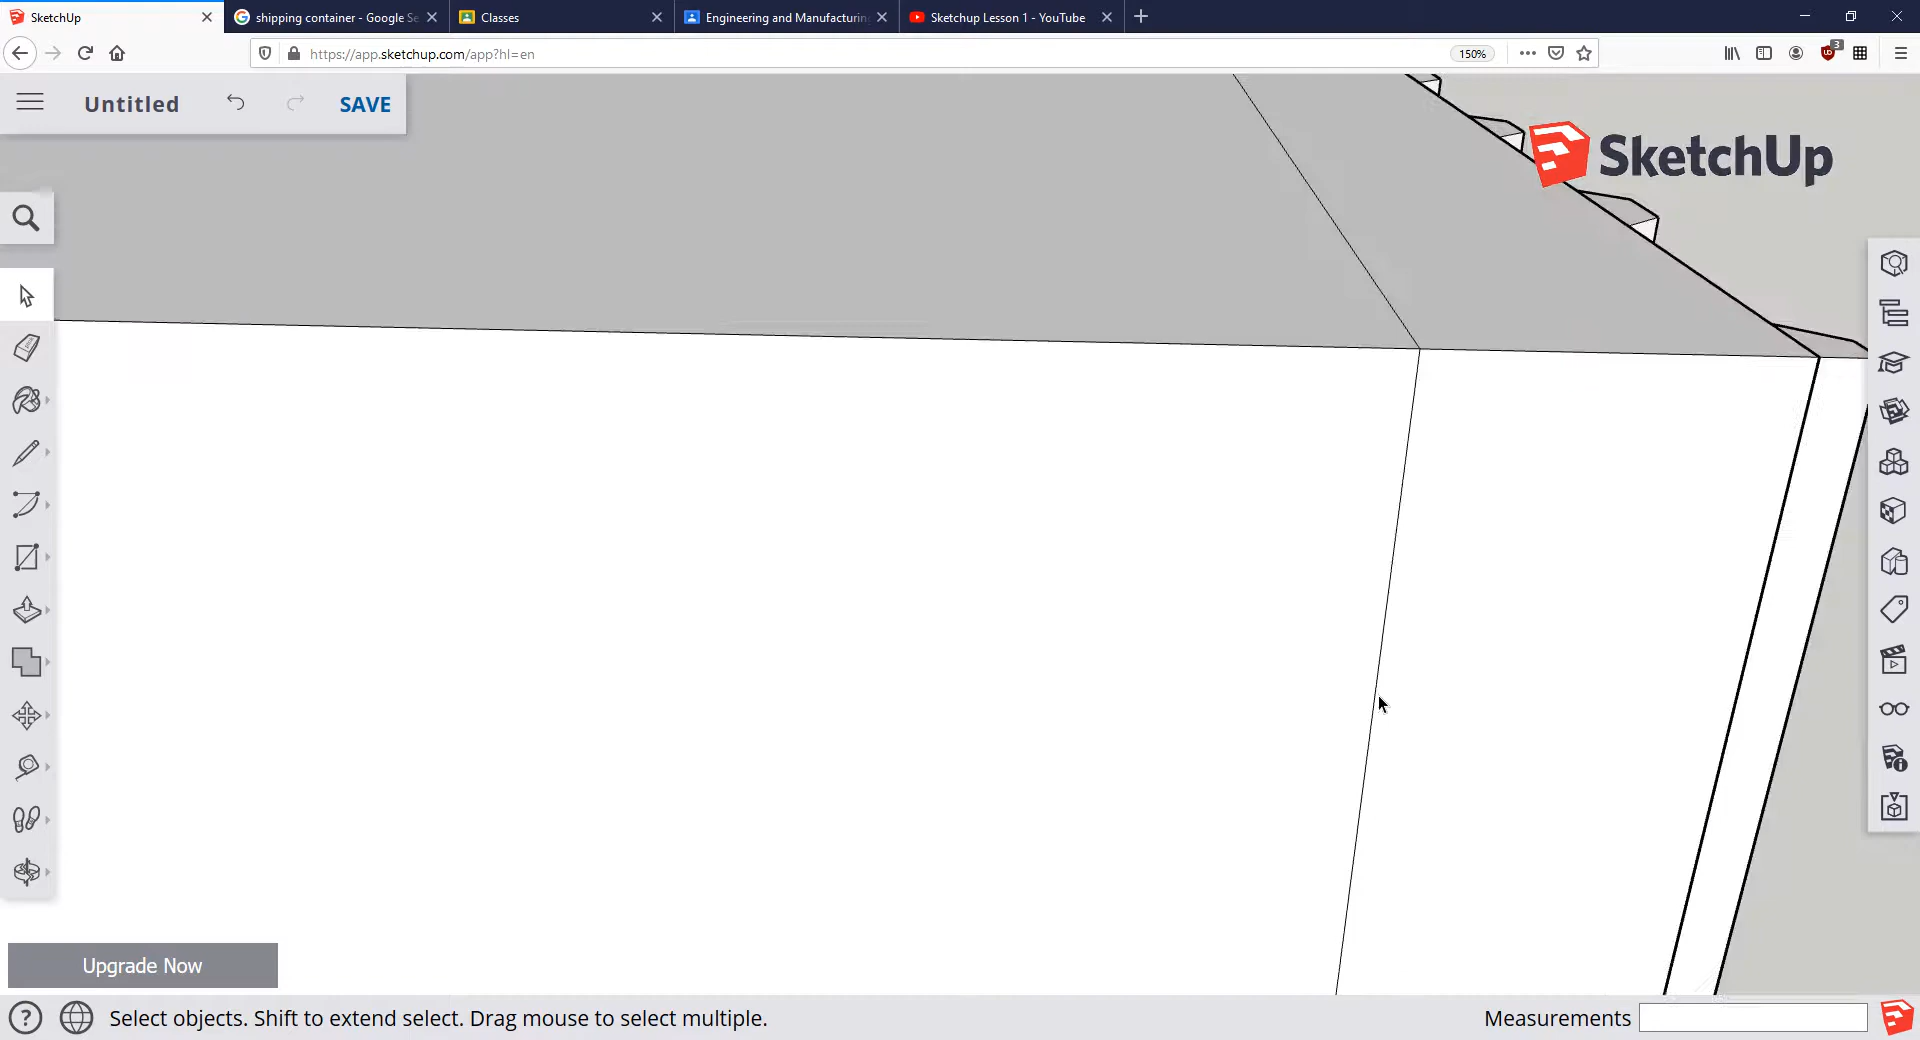 SketchUp
shipping container - Google Se
Classes
Engineering and Manufacturin
Sketchup Lesson 1 - YouTube
https://app.sketchup.com/app?hl=en
150%
3
Untitled
SAVE
SketchUp
Upgrade Now
Select objects. Shift to extend select. Drag mouse to select multiple.
Measurements